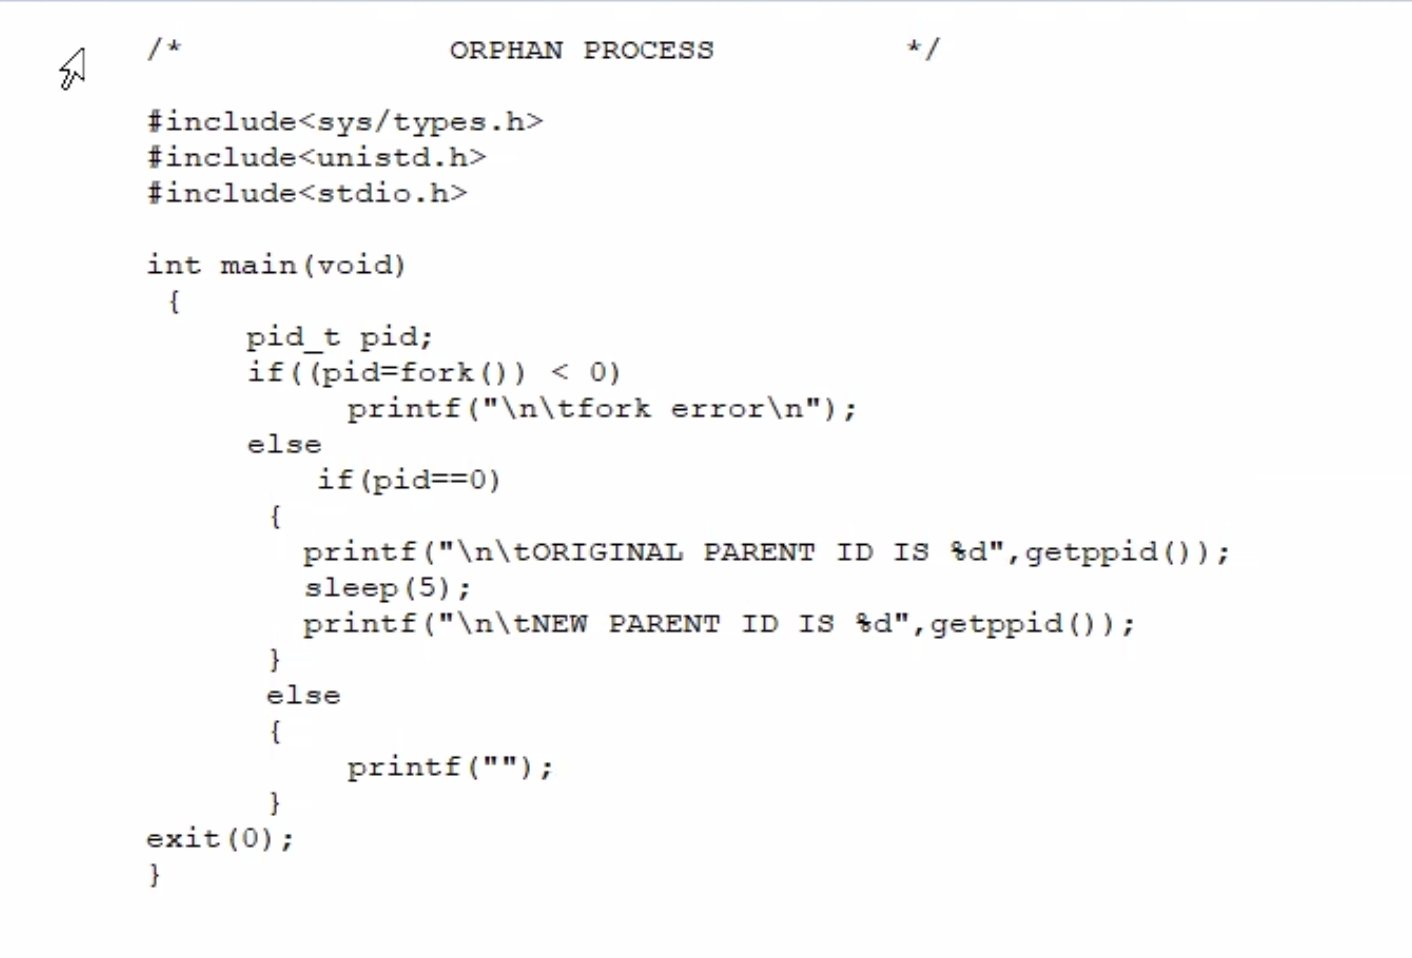 /* ORPHAN PROCESS */
#include<sys/types.h>
#include<unistd.h>
#include<stdio.h>
int main(void)
{
pid_t pid;
if((pid=fork()) < 0)
printf("\n\tfork error\n");
else
if(pid==0)
{
printf("\n\tORIGINAL PARENT ID IS %d",getppid());
sleep(5);
printf("\n\tNEW PARENT ID IS %d",getppid());
}
else
{
printf("");
}
exit(0);
}